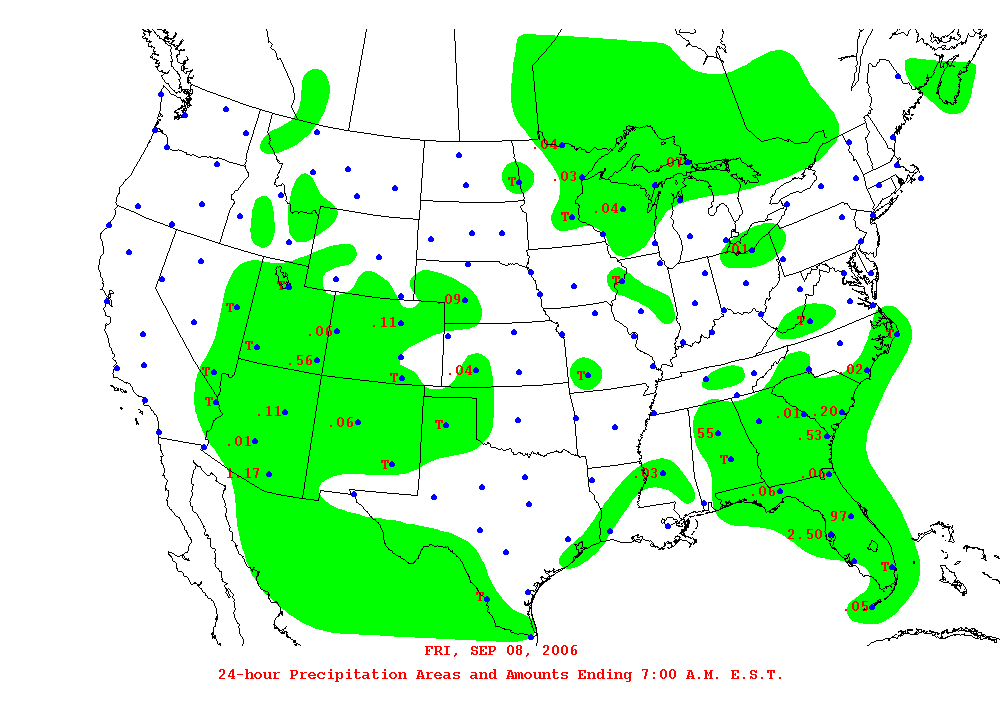 .04
.07
.03
T
T
.04
.01
T
T
T
.09
.11
T
T
.06
T
.56
.04
T
.02
T
T
T
.11
.06
T
.01
.20
.01
.55
.53
T
T
1.17
.03
.06
.97
2.50
T
T
.05
FRI, SEP 08, 2006
24-hour Precipitation Areas and Amounts Ending 7:00 A.M. E.S.T.